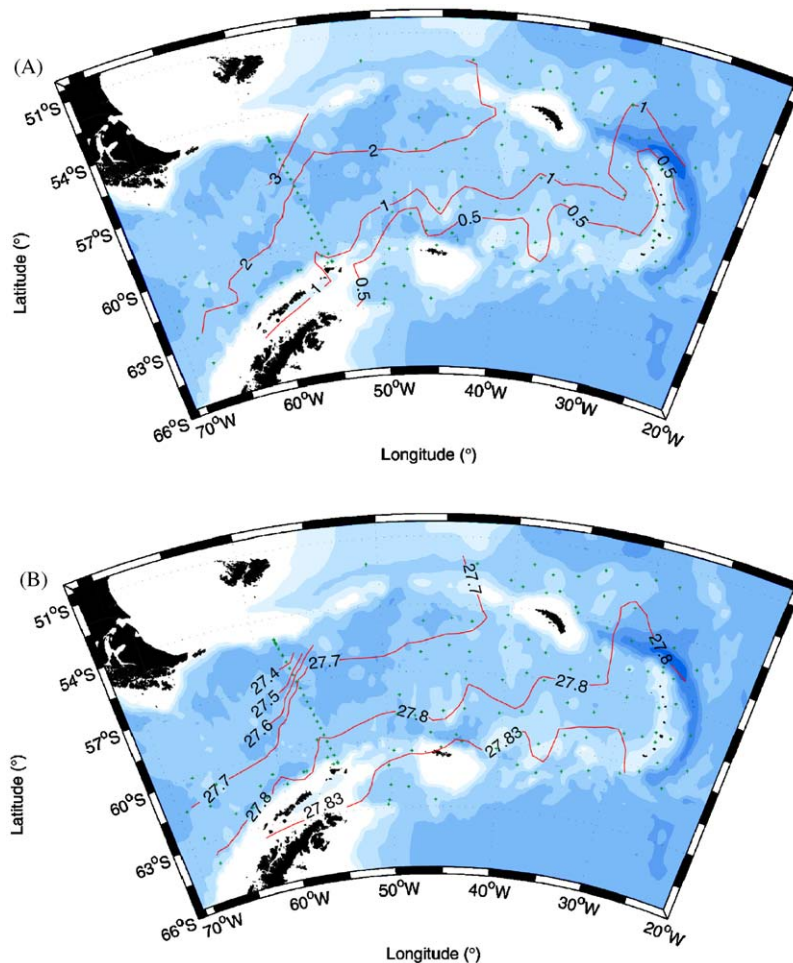 (A)
51°S
54°S
57°S
60°S
63°S
66°S
Latitude (°)
3
2
2
1
1
1
0.5
0.5
0.5
0.5
1
70°W
60°W
50°W
40°W
30°W
20°W
Longitude (°)
(B)
51°S
54°S
57°S
60°S
63°S
66°S
Latitude (°)
27.7
27.4
27.5
27.6
27.7
27.7
27.8
27.8
27.8
27.8
27.83
27.83
70°W
60°W
50°W
40°W
30°W
20°W
Longitude (°)